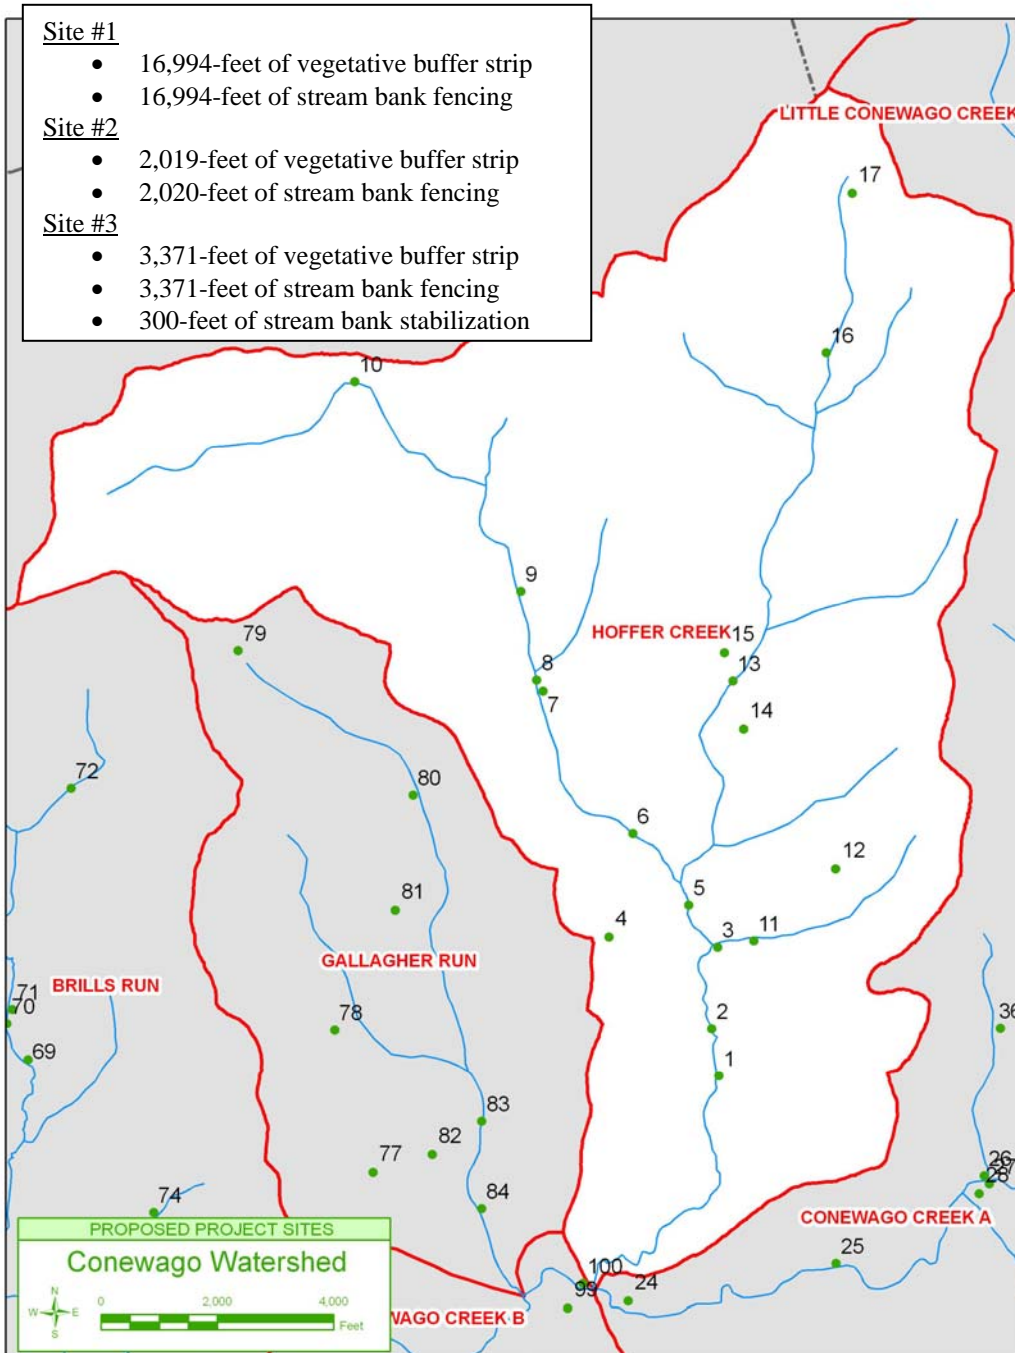 Site #1
• 16,994-feet of vegetative buffer strip
• 16,994-feet of stream bank fencing
Site #2
• 2,019-feet of vegetative buffer strip
• 2,020-feet of stream bank fencing
Site #3
• 3,371-feet of vegetative buffer strip
• 3,371-feet of stream bank fencing
• 300-feet of stream bank stabilization
LITTLE CONEWAGO CREEK
17
16
10
9
HOFFER CREEK
15
79
8
13
7
14
72
80
6
12
81
5
4
3
11
GALLAGHER RUN
BRILLS RUN
71
70
78
2
36
69
1
83
82
77
26
27
28
84
74
CONEWAGO CREEK A
PROPOSED PROJECT SITES
Conewago Watershed
N
W
E
S
0
2,000
4,000
Feet
25
100
99
24
WAGO CREEK B